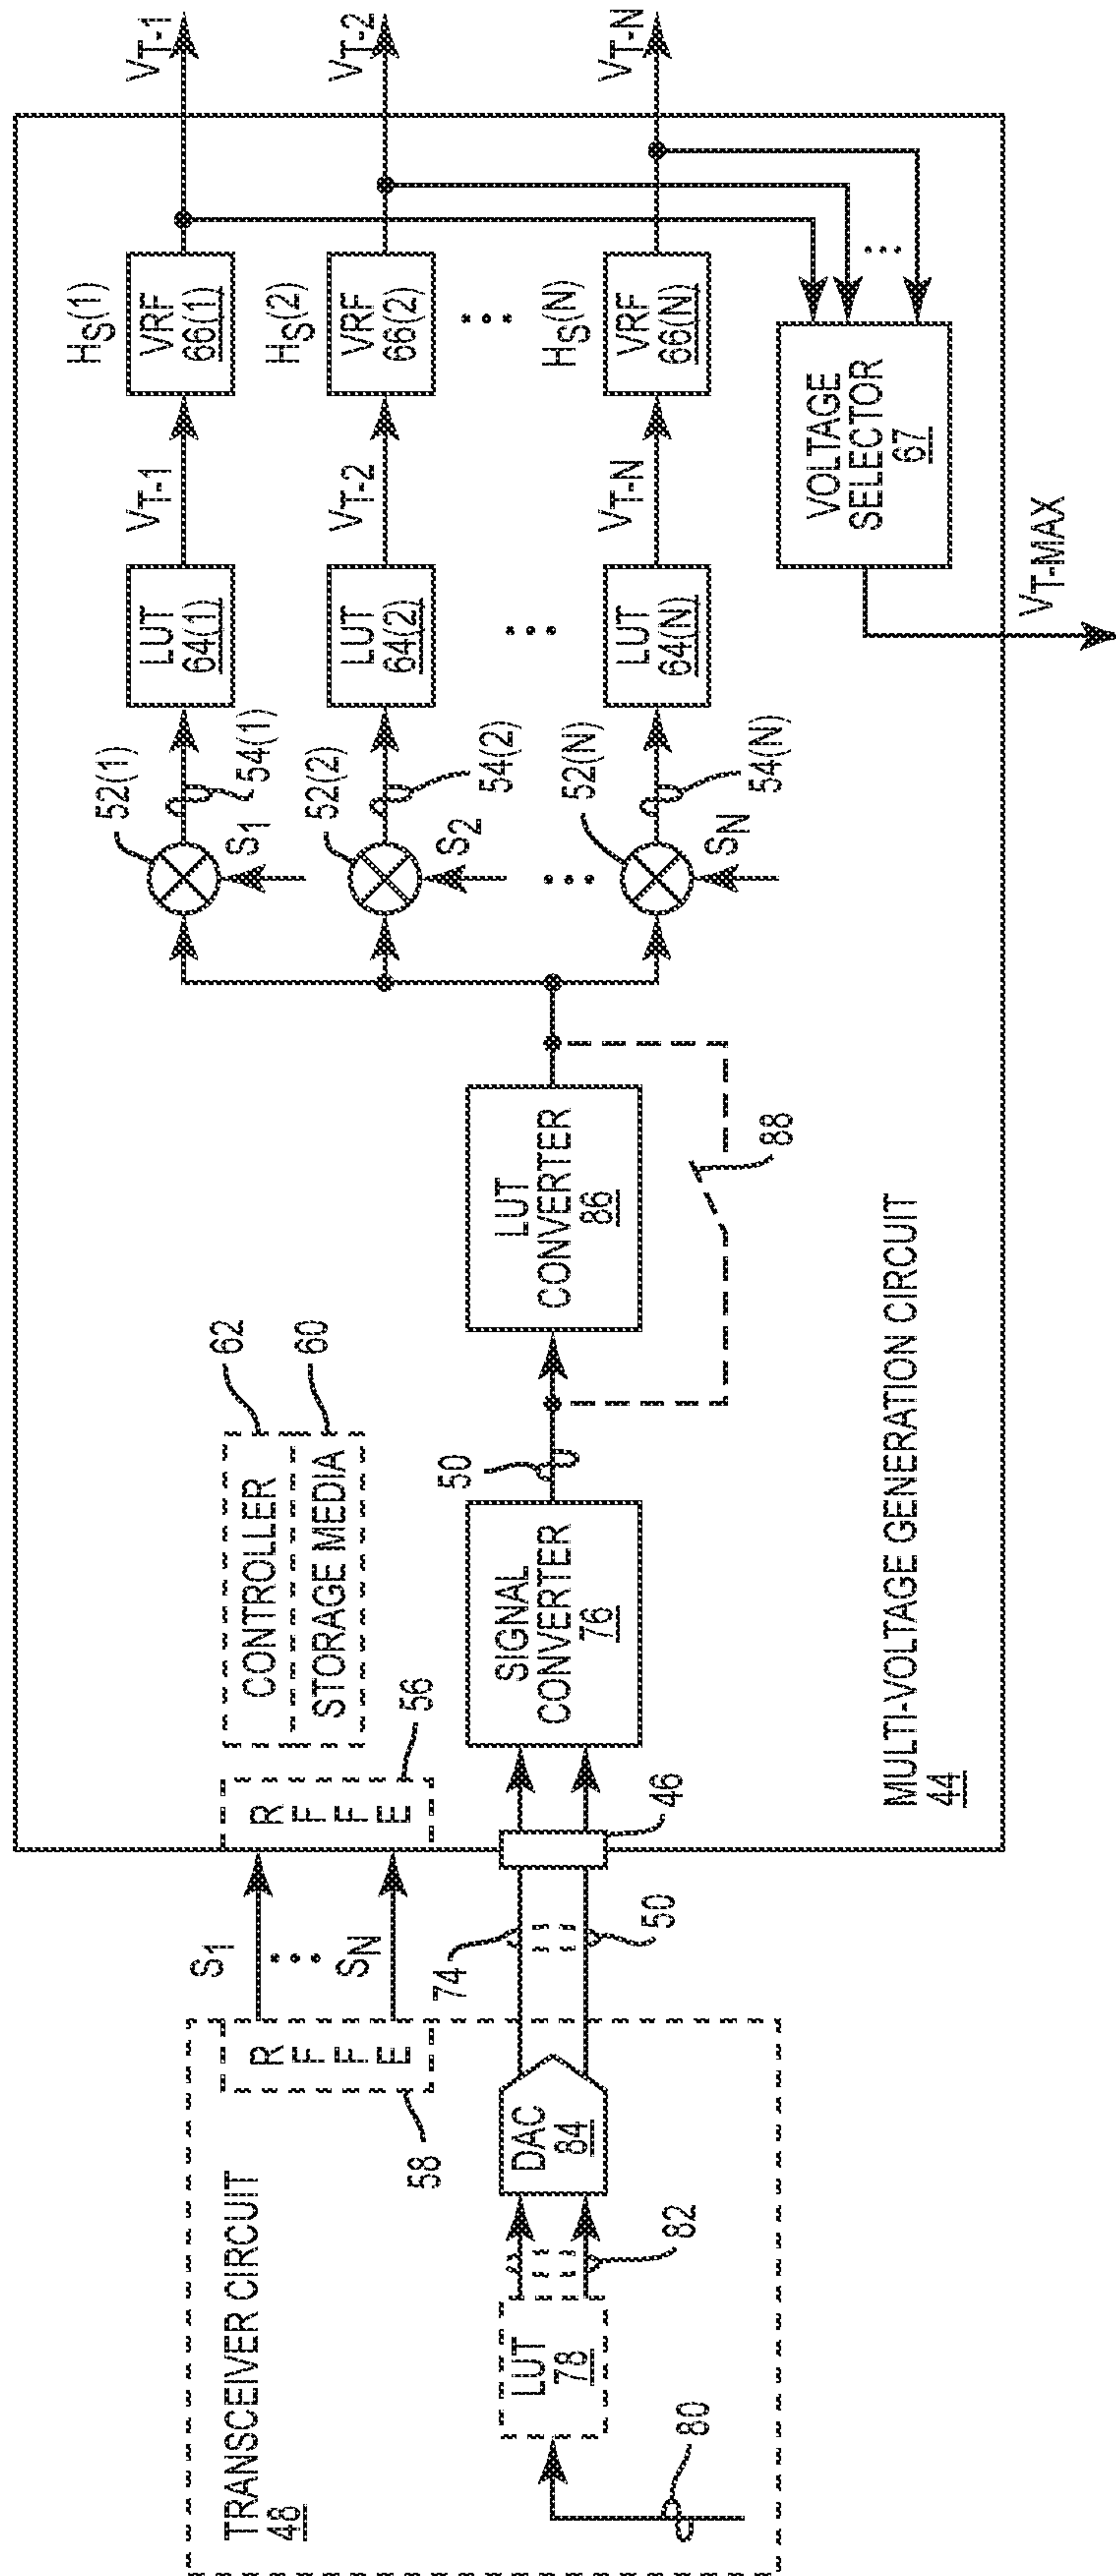 TRANSCEIVER CIRCUIT
48
80
LUT
78
82
DAC
84
58
R F F E
S1
SN
74
50
46
R F F E
56
CONTROLLER
62
STORAGE MEDIA
60
SIGNAL
CONVERTER
76
50
LUT
CONVERTER
86
88
MULTI-VOLTAGE GENERATION CIRCUIT
44
52(1)
S1
54(1)
LUT
64(1)
VT-1
HS(1)
VRF
66(1)
VT-1
52(2)
S2
54(2)
LUT
64(2)
VT-2
HS(2)
VRF
66(2)
VT-2
52(N)
SN
54(N)
LUT
64(N)
VT-N
HS(N)
VRF
66(N)
VT-N
VOLTAGE
SELECTOR
67
VT-MAX